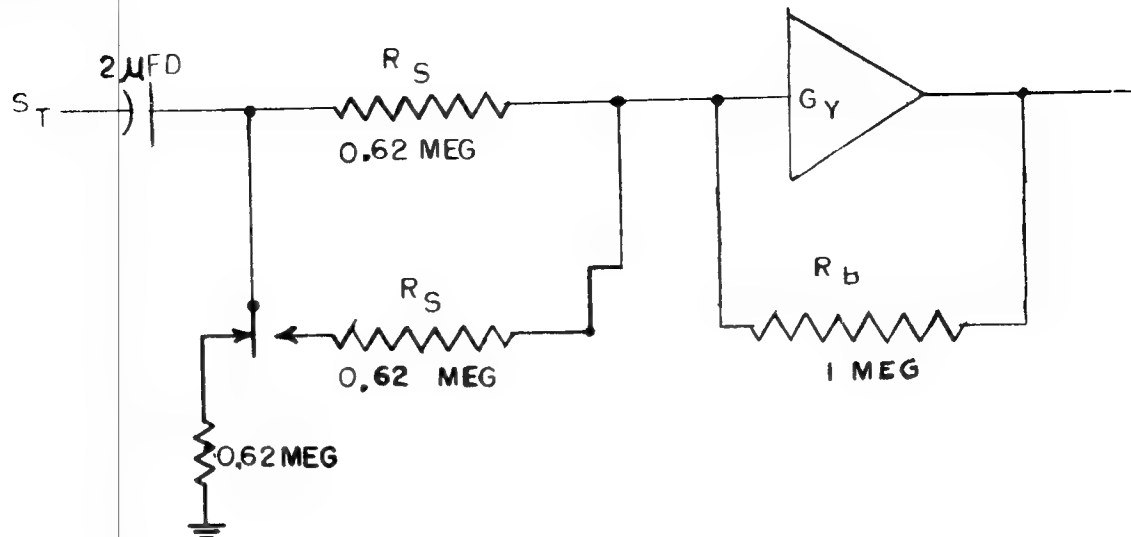 2 μFD
S_T
R_S
0.62 MEG
G_Y
R_S
0.62 MEG
R_b
1 MEG
0.62 MEG